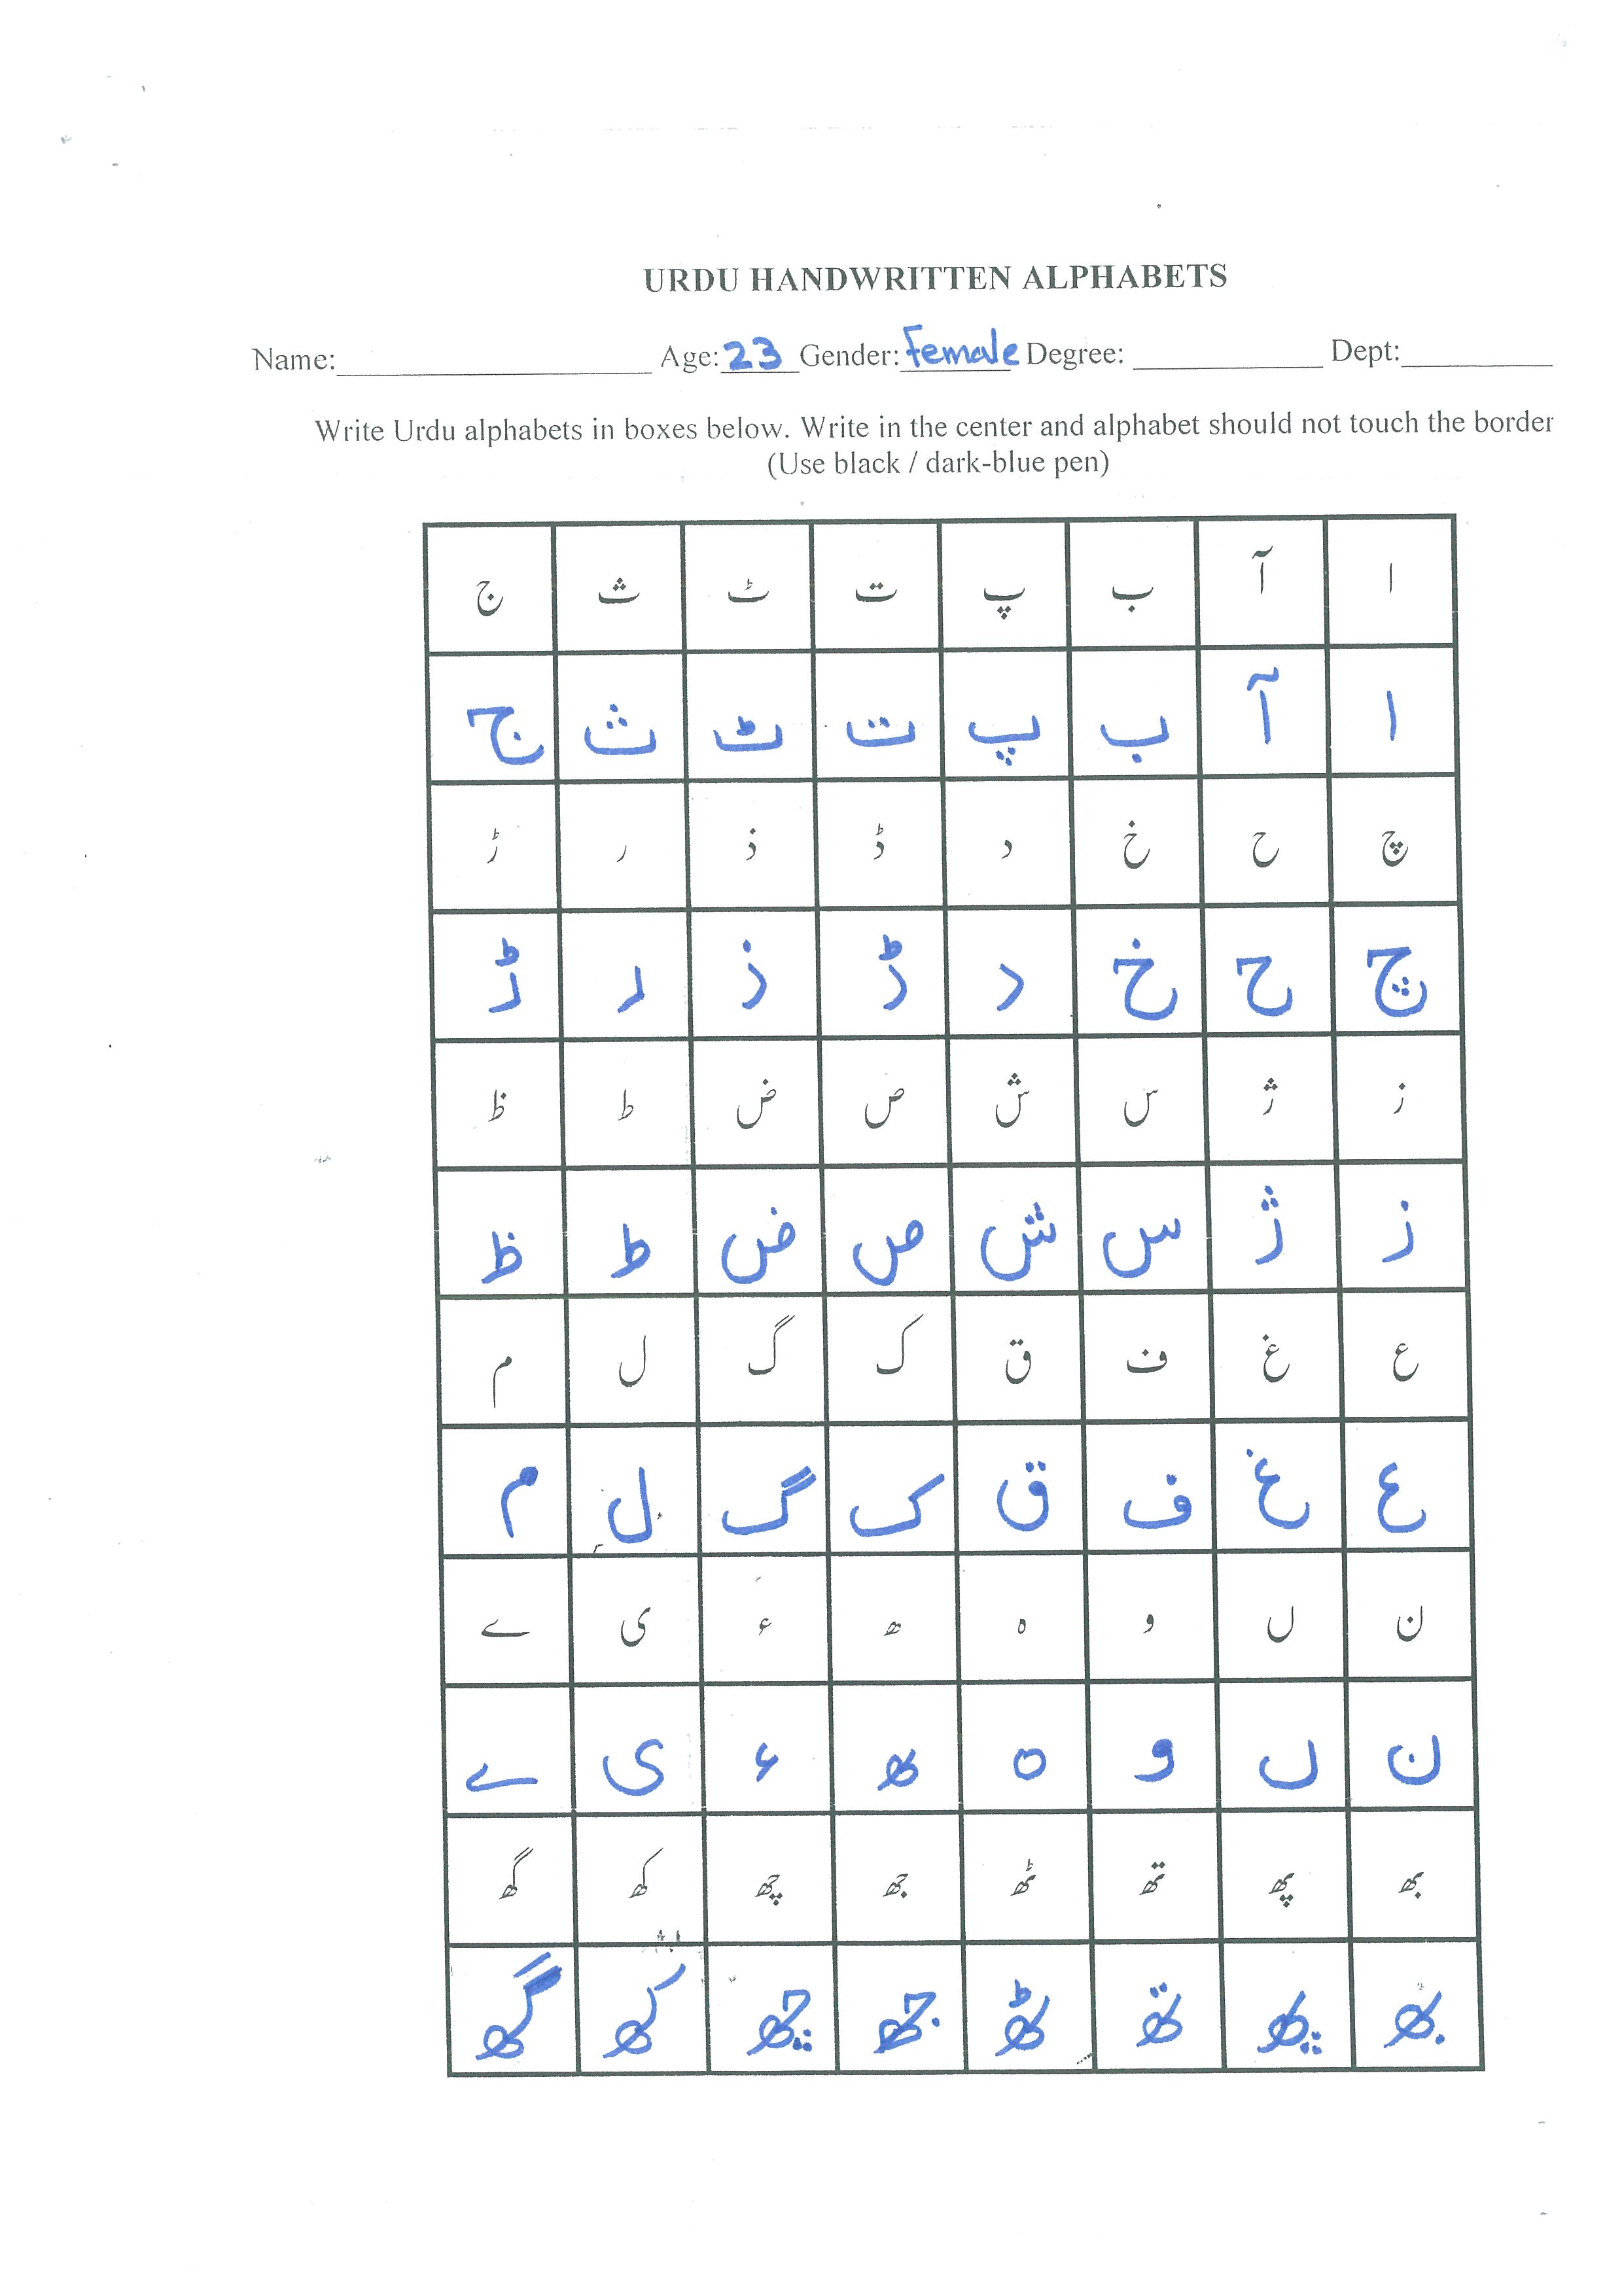 URDU HANDWRITTEN ALPHABETS
Name: Age: 23 Gender: Female Degree: Dept:
Write Urdu alphabets in boxes below. Write in the center and alphabet should not touch the border
(Use black / dark-blue pen)
ا آ ب پ ت ٹ ث ج
ا آ ب پ ت ٹ ث ج
چ ح خ د ڈ ذ ر ڑ
چ ح خ د ڈ ذ ر ڑ
ز ژ س ش ص ض ط ظ
ز ژ س ش ص ض ط ظ
ع غ ف ق ک گ ل م
ع غ ف ق ک گ ل م
ن ں و ہ ھ ء ی ے
ن ں و ہ ھ ء ی ے
بھ پھ تھ ٹھ جھ چھ کھ گھ
بھ پھ تھ ٹھ جھ چھ کھ گھ